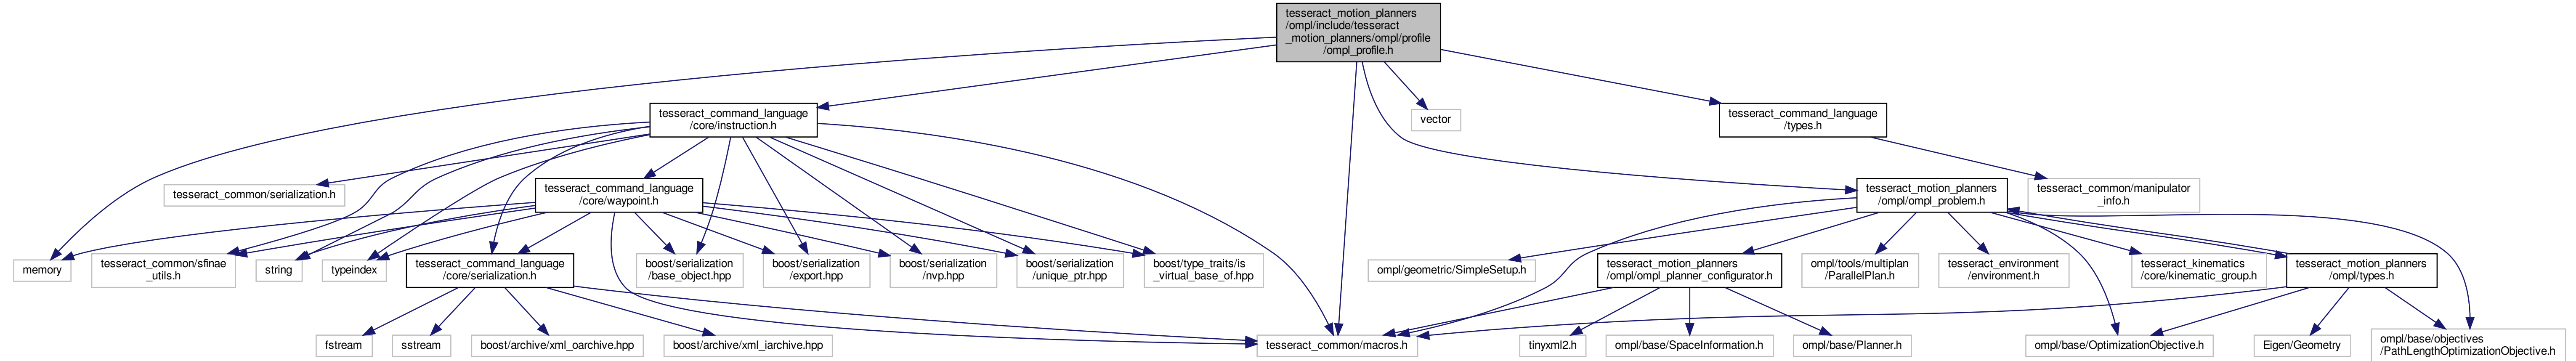 tesseract_motion_planners
/ompl/include/tesseract
_motion_planners/ompl/profile
/ompl_profile.h
tesseract_command_language
/core/instruction.h
vector
tesseract_command_language
/types.h
tesseract_common/serialization.h
tesseract_command_language
/core/waypoint.h
tesseract_motion_planners
/ompl/ompl_problem.h
tesseract_common/manipulator
_info.h
memory
tesseract_common/sfinae
_utils.h
string
typeindex
tesseract_command_language
/core/serialization.h
boost/serialization
/base_object.hpp
boost/serialization
/export.hpp
boost/serialization
/nvp.hpp
boost/serialization
/unique_ptr.hpp
boost/type_traits/is
_virtual_base_of.hpp
ompl/geometric/SimpleSetup.h
tesseract_motion_planners
/ompl/ompl_planner_configurator.h
ompl/tools/multiplan
/ParallelPlan.h
tesseract_environment
/environment.h
tesseract_kinematics
/core/kinematic_group.h
tesseract_motion_planners
/ompl/types.h
fstream
sstream
boost/archive/xml_oarchive.hpp
boost/archive/xml_iarchive.hpp
tesseract_common/macros.h
tinyxml2.h
ompl/base/SpaceInformation.h
ompl/base/Planner.h
ompl/base/OptimizationObjective.h
Eigen/Geometry
ompl/base/objectives
/PathLengthOptimizationObjective.h